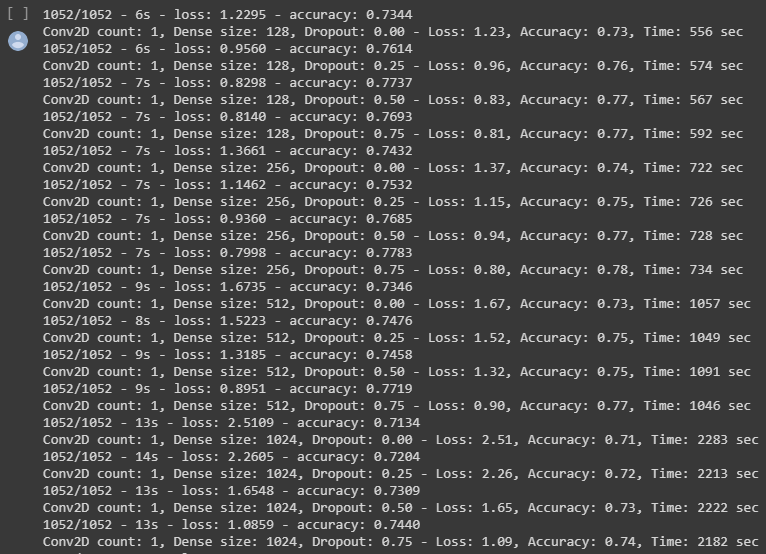 [ ] 1052/1052 - 6s - loss: 1.2295 - accuracy: 0.7344
Conv2D count: 1, Dense size: 128, Dropout: 0.00 - Loss: 1.23, Accuracy: 0.73, Time: 556 sec
1052/1052 - 6s - loss: 0.9560 - accuracy: 0.7614
Conv2D count: 1, Dense size: 128, Dropout: 0.25 - Loss: 0.96, Accuracy: 0.76, Time: 574 sec
1052/1052 - 7s - loss: 0.8298 - accuracy: 0.7737
Conv2D count: 1, Dense size: 128, Dropout: 0.50 - Loss: 0.83, Accuracy: 0.77, Time: 567 sec
1052/1052 - 7s - loss: 0.8140 - accuracy: 0.7693
Conv2D count: 1, Dense size: 128, Dropout: 0.75 - Loss: 0.81, Accuracy: 0.77, Time: 592 sec
1052/1052 - 7s - loss: 1.3661 - accuracy: 0.7432
Conv2D count: 1, Dense size: 256, Dropout: 0.00 - Loss: 1.37, Accuracy: 0.74, Time: 722 sec
1052/1052 - 7s - loss: 1.1462 - accuracy: 0.7532
Conv2D count: 1, Dense size: 256, Dropout: 0.25 - Loss: 1.15, Accuracy: 0.75, Time: 726 sec
1052/1052 - 7s - loss: 0.9360 - accuracy: 0.7685
Conv2D count: 1, Dense size: 256, Dropout: 0.50 - Loss: 0.94, Accuracy: 0.77, Time: 728 sec
1052/1052 - 7s - loss: 0.7998 - accuracy: 0.7783
Conv2D count: 1, Dense size: 256, Dropout: 0.75 - Loss: 0.80, Accuracy: 0.78, Time: 734 sec
1052/1052 - 9s - loss: 1.6735 - accuracy: 0.7346
Conv2D count: 1, Dense size: 512, Dropout: 0.00 - Loss: 1.67, Accuracy: 0.73, Time: 1057 sec
1052/1052 - 8s - loss: 1.5223 - accuracy: 0.7476
Conv2D count: 1, Dense size: 512, Dropout: 0.25 - Loss: 1.52, Accuracy: 0.75, Time: 1049 sec
1052/1052 - 9s - loss: 1.3185 - accuracy: 0.7458
Conv2D count: 1, Dense size: 512, Dropout: 0.50 - Loss: 1.32, Accuracy: 0.75, Time: 1091 sec
1052/1052 - 9s - loss: 0.8951 - accuracy: 0.7719
Conv2D count: 1, Dense size: 512, Dropout: 0.75 - Loss: 0.90, Accuracy: 0.77, Time: 1046 sec
1052/1052 - 13s - loss: 2.5109 - accuracy: 0.7134
Conv2D count: 1, Dense size: 1024, Dropout: 0.00 - Loss: 2.51, Accuracy: 0.71, Time: 2283 sec
1052/1052 - 14s - loss: 2.2605 - accuracy: 0.7204
Conv2D count: 1, Dense size: 1024, Dropout: 0.25 - Loss: 2.26, Accuracy: 0.72, Time: 2213 sec
1052/1052 - 13s - loss: 1.6548 - accuracy: 0.7309
Conv2D count: 1, Dense size: 1024, Dropout: 0.50 - Loss: 1.65, Accuracy: 0.73, Time: 2222 sec
1052/1052 - 13s - loss: 1.0859 - accuracy: 0.7440
Conv2D count: 1, Dense size: 1024, Dropout: 0.75 - Loss: 1.09, Accuracy: 0.74, Time: 2182 sec